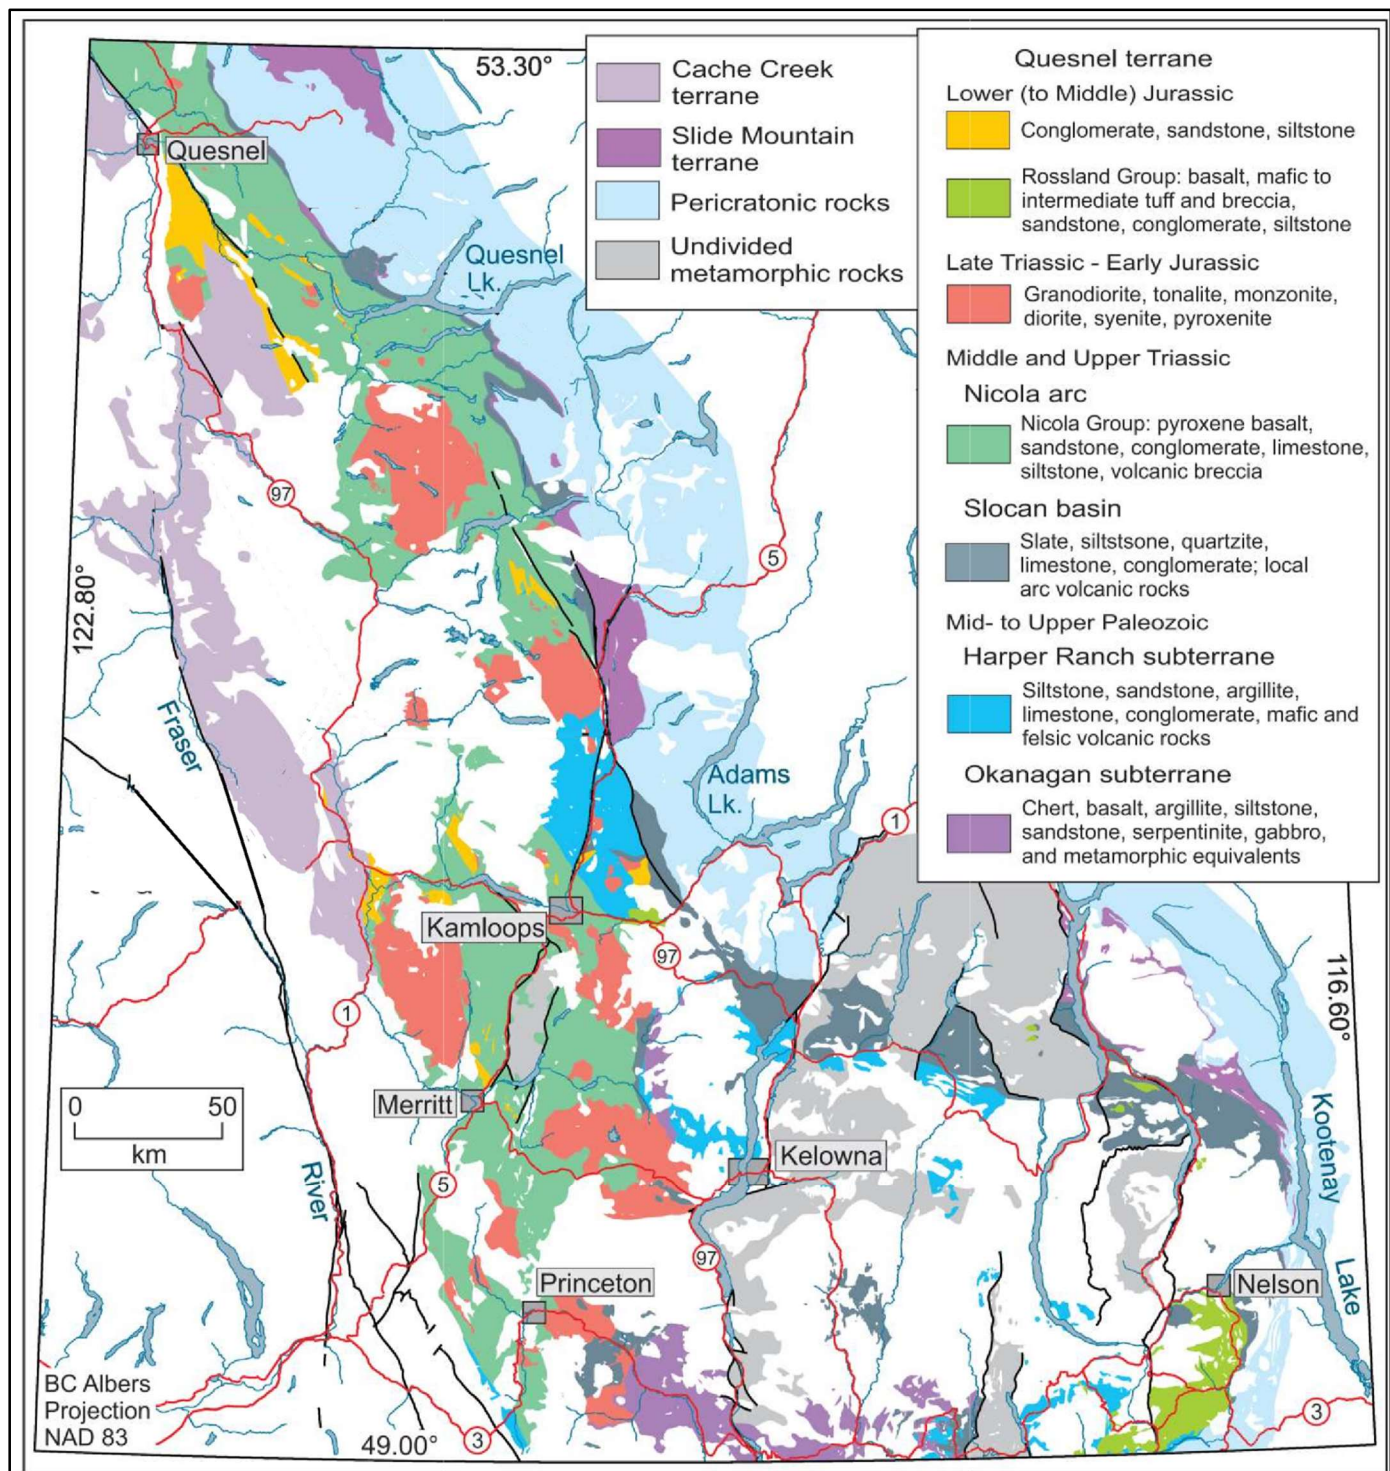 53.30°
Cache Creek
terrane
Slide Mountain
terrane
Pericratonic rocks
Undivided
metamorphic rocks
Quesnel terrane
Lower (to Middle) Jurassic
Conglomerate, sandstone, siltstone
Rossland Group: basalt, mafic to
intermediate tuff and breccia,
sandstone, conglomerate, siltstone
Late Triassic - Early Jurassic
Granodiorite, tonalite, monzonite,
diorite, syenite, pyroxenite
Middle and Upper Triassic
Nicola arc
Nicola Group: pyroxene basalt,
sandstone, conglomerate, limestone,
siltstone, volcanic breccia
Slocan basin
Slate, siltstsone, quartzite,
limestone, conglomerate; local
arc volcanic rocks
Mid- to Upper Paleozoic
Harper Ranch subterrane
Siltstone, sandstone, argillite,
limestone, conglomerate, mafic and
felsic volcanic rocks
Okanagan subterrane
Chert, basalt, argillite, siltstone,
sandstone, serpentinite, gabbro,
and metamorphic equivalents
Quesnel
Quesnel
Lk.
97
5
122.80°
Fraser
Adams
Lk.
1
Kamloops
97
1
116.60°
0 50
km
Merritt
Kelowna
Kootenay
5
River
97
Princeton
Nelson
Lake
BC Albers
Projection
NAD 83
49.00°
3
3